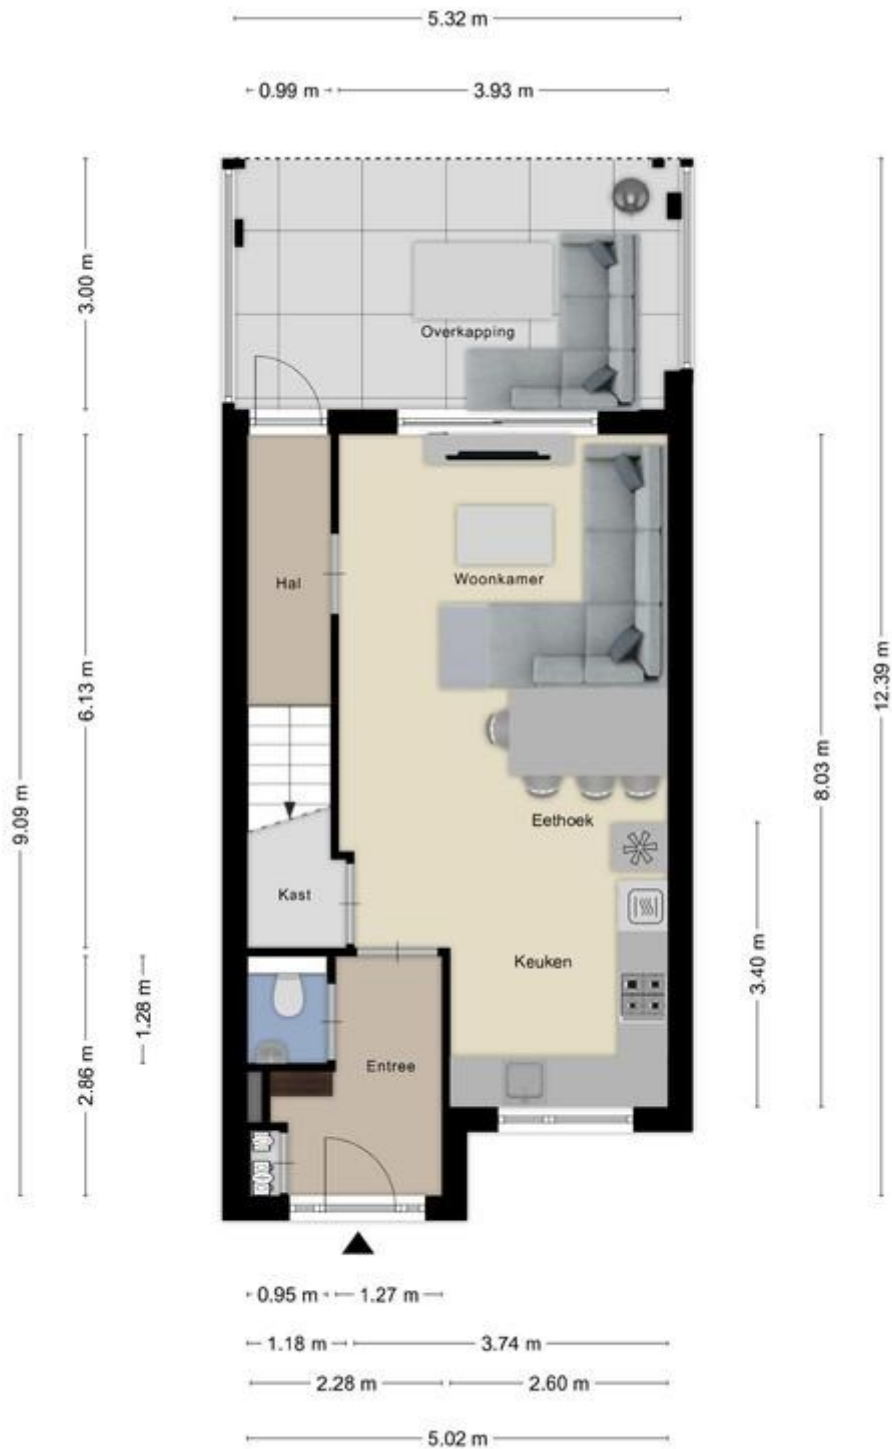 5.32 m
0.99 m
3.93 m
3.00 m
Overkapping
Hal
Woonkamer
6.13 m
12.39 m
9.09 m
8.03 m
Eethoek
Kast
Keuken
3.40 m
1.28 m
Entree
2.86 m
0.95 m
1.27 m
1.18 m
3.74 m
2.28 m
2.60 m
5.02 m